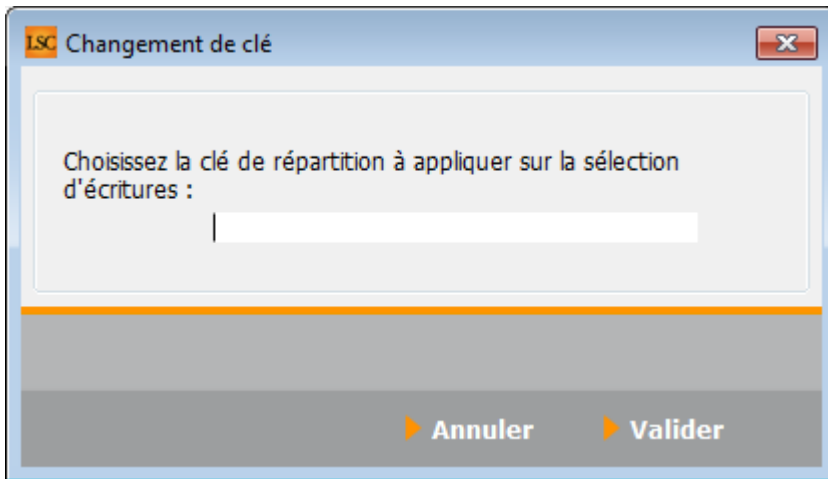 LSC Changement de clé
Choisissez la clé de répartition à appliquer sur la sélection
d'écritures :
Annuler Valider